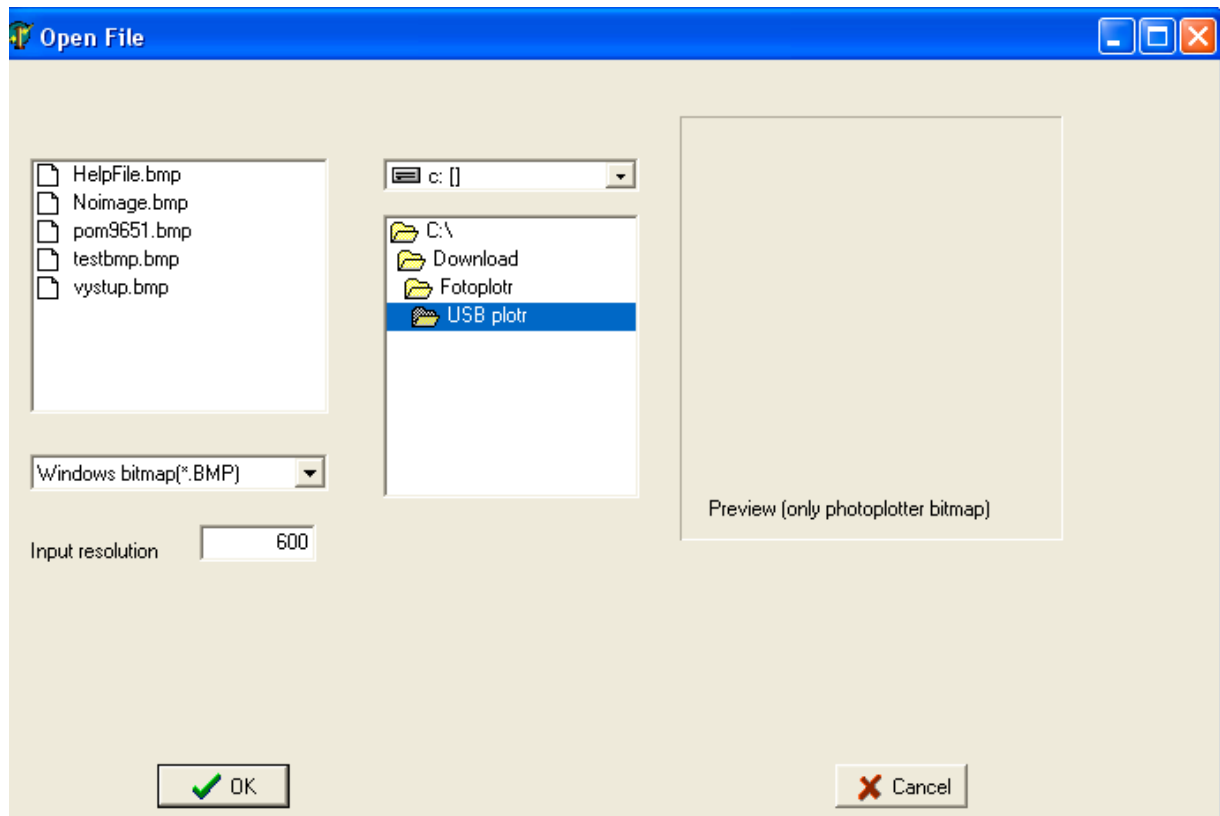 Open File
HelpFile.bmp
Noimage.bmp
pom9651.bmp
testbmp.bmp
vystup.bmp
Windows bitmap(*.BMP)
Input resolution 600
c: []
C:\
Download
Fotoplotr
USB plotr
Preview (only photoplotter bitmap)
OK
Cancel